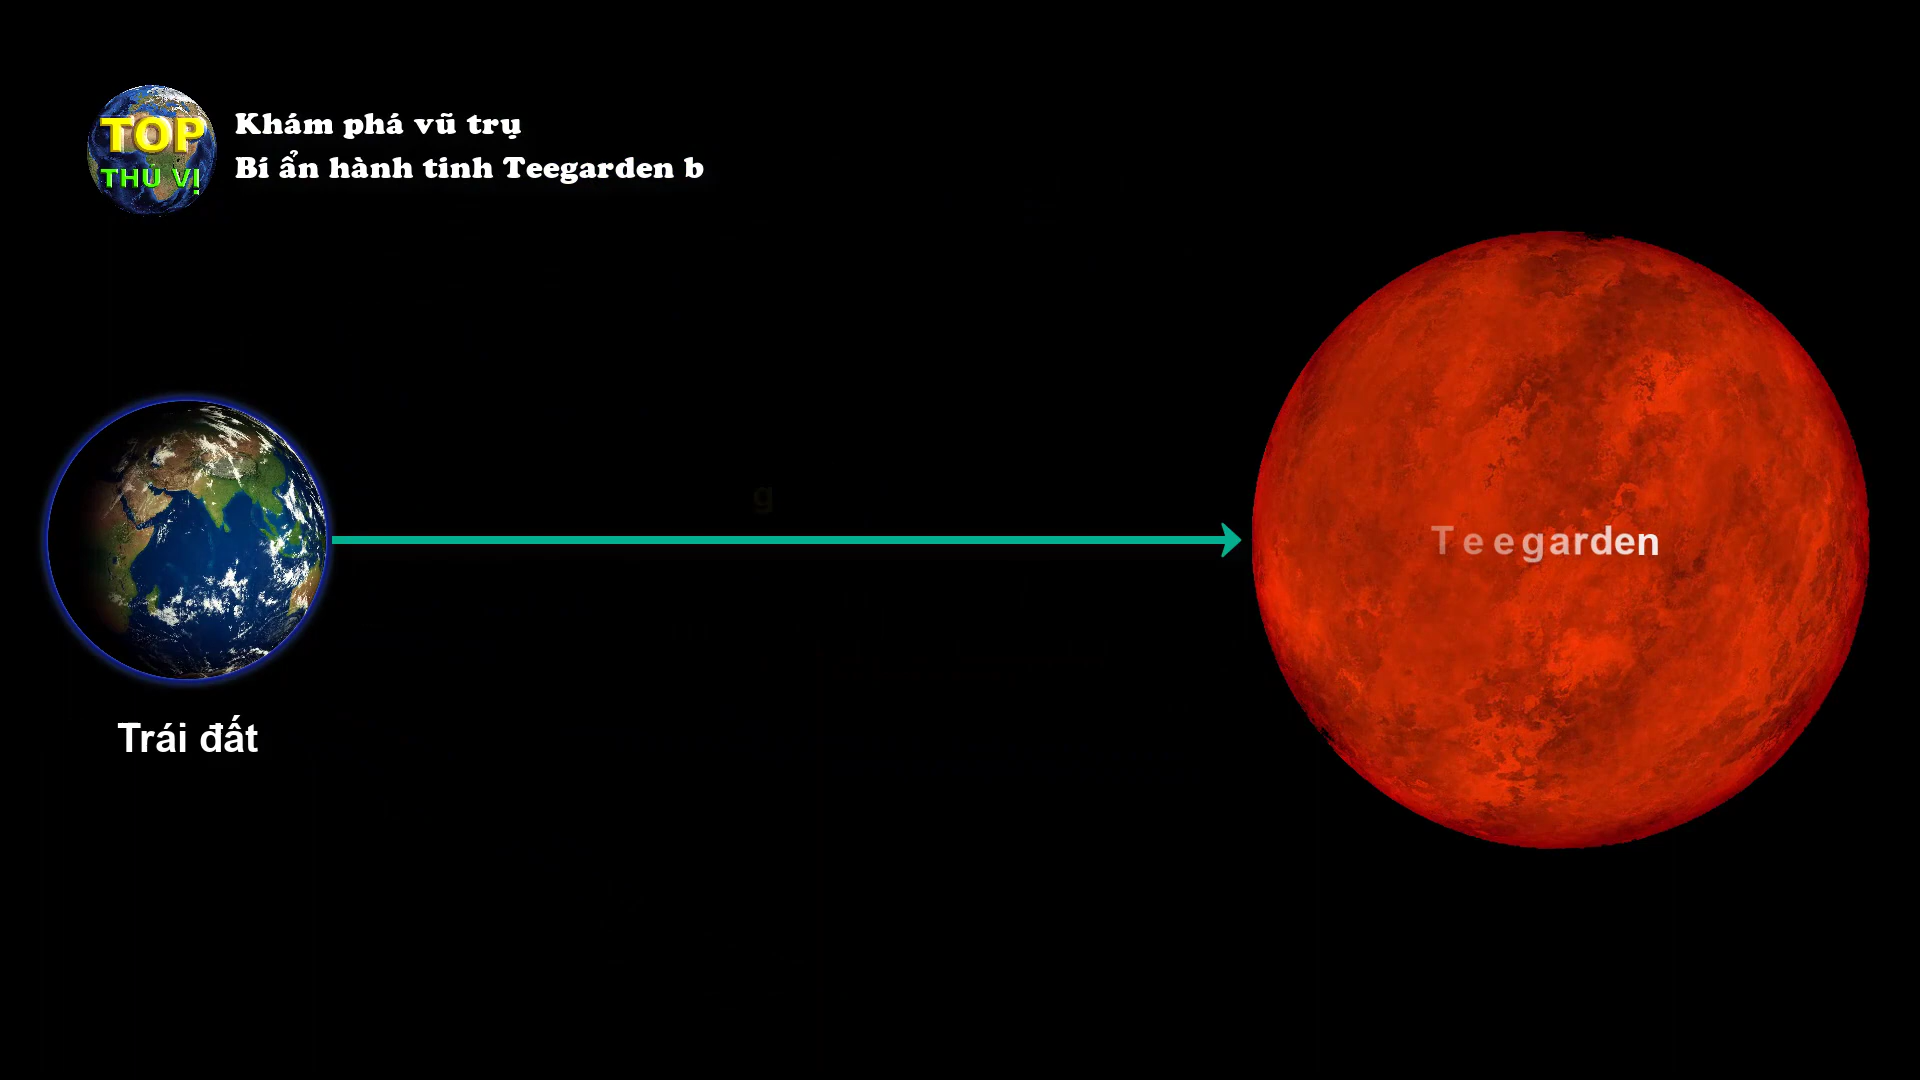 TOP
THÚ VỊ
Khám phá vũ trụ
Bí ẩn hành tinh Teegarden b
Teegarden
Trái đất